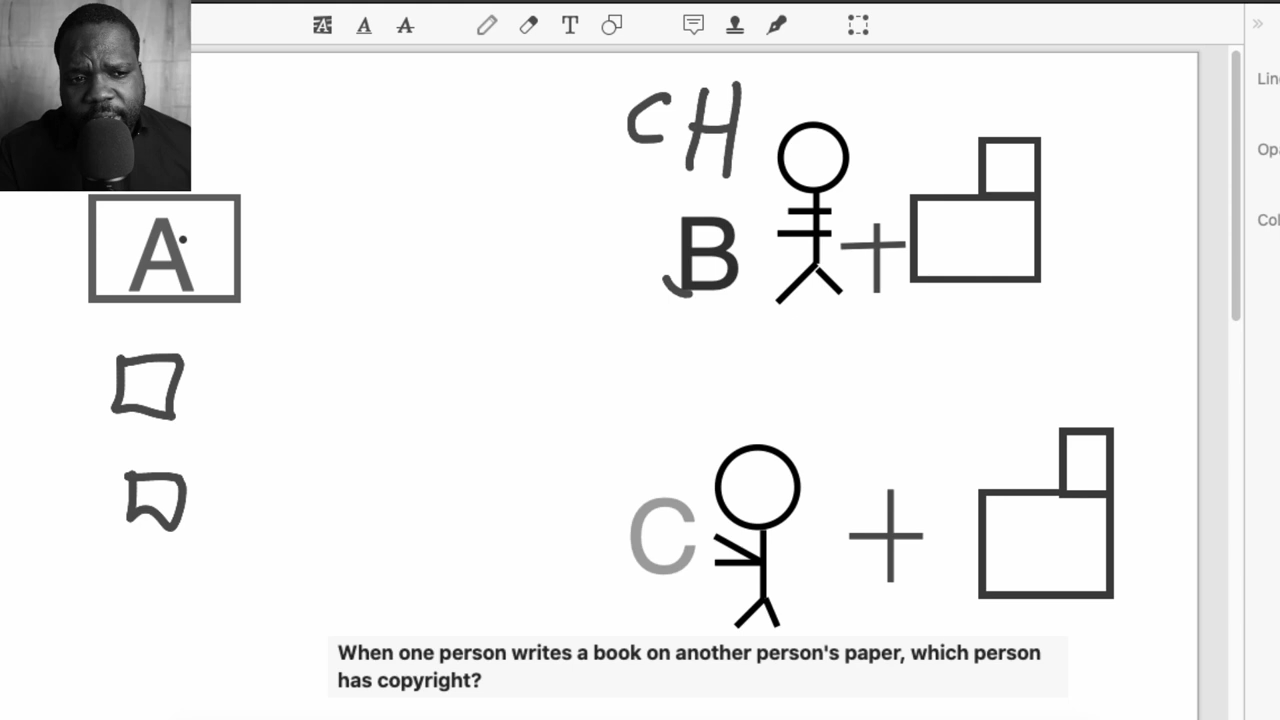 CH
A
B
C
When one person writes a book on another person's paper, which person
has copyright?